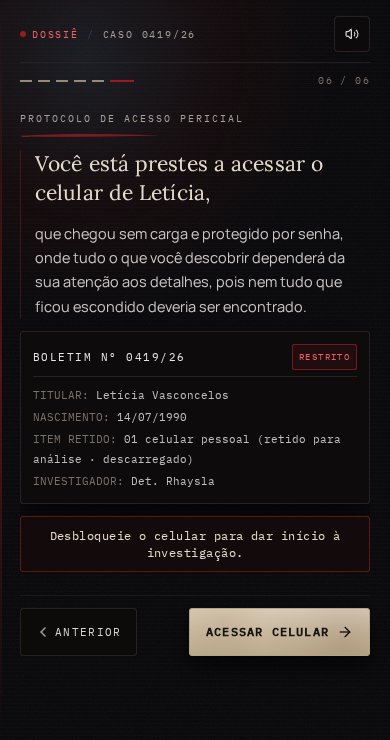 DOSSIÊ / CASO 0419/26
06 / 06
PROTOCOLO DE ACESSO PERICIAL
Você está prestes a acessar o
celular de Letícia,
que chegou sem carga e protegido por senha,
onde tudo o que você descobrir dependerá da
sua atenção aos detalhes, pois nem tudo que
ficou escondido deveria ser encontrado.
BOLETIM Nº 0419/26
RESTRITO
TITULAR: Letícia Vasconcelos
NASCIMENTO: 14/07/1990
ITEM RETIDO: 01 celular pessoal (retido para
análise · descarregado)
INVESTIGADOR: Det. Rhaysla
Desbloqueie o celular para dar início à
investigação.
ANTERIOR
ACESSAR CELULAR